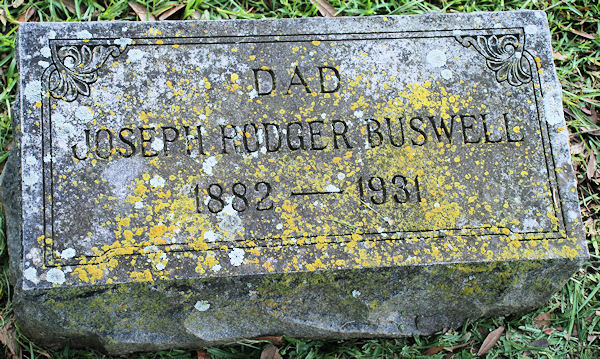 DAD
JOSEPH RODGER BUSWELL
1882 — 1931